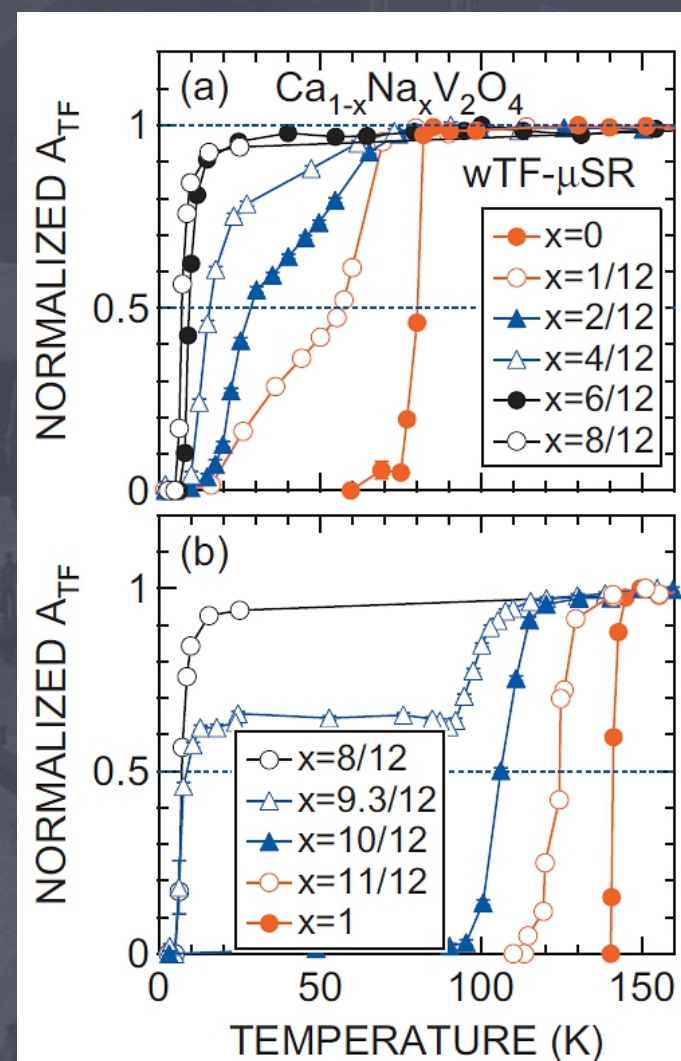 (a) Ca₁₋ₓNaₓV₂O₄
wTF-μSR
x=0
x=1/12
x=2/12
x=4/12
x=6/12
x=8/12
NORMALIZED A_TF
1
0.5
0
(b)
x=8/12
x=9.3/12
x=10/12
x=11/12
x=1
NORMALIZED A_TF
1
0.5
0
0 50 100 150
TEMPERATURE (K)